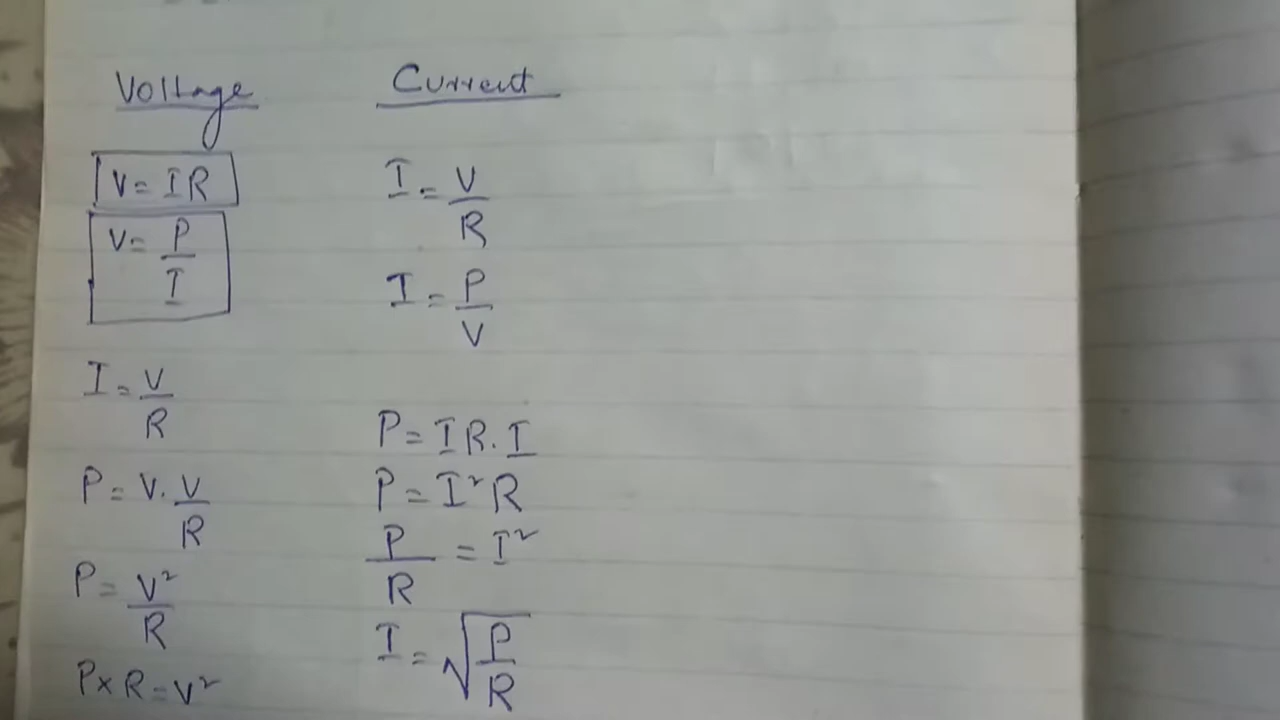 Voltage
V = IR
V = P/I
I = V/R
P = V. V/R
P = V²/R
P x R = V²
Current
I = V/R
I = P/V
P = IR. I
P = I²R
P/R = I²
I = √(P/R)